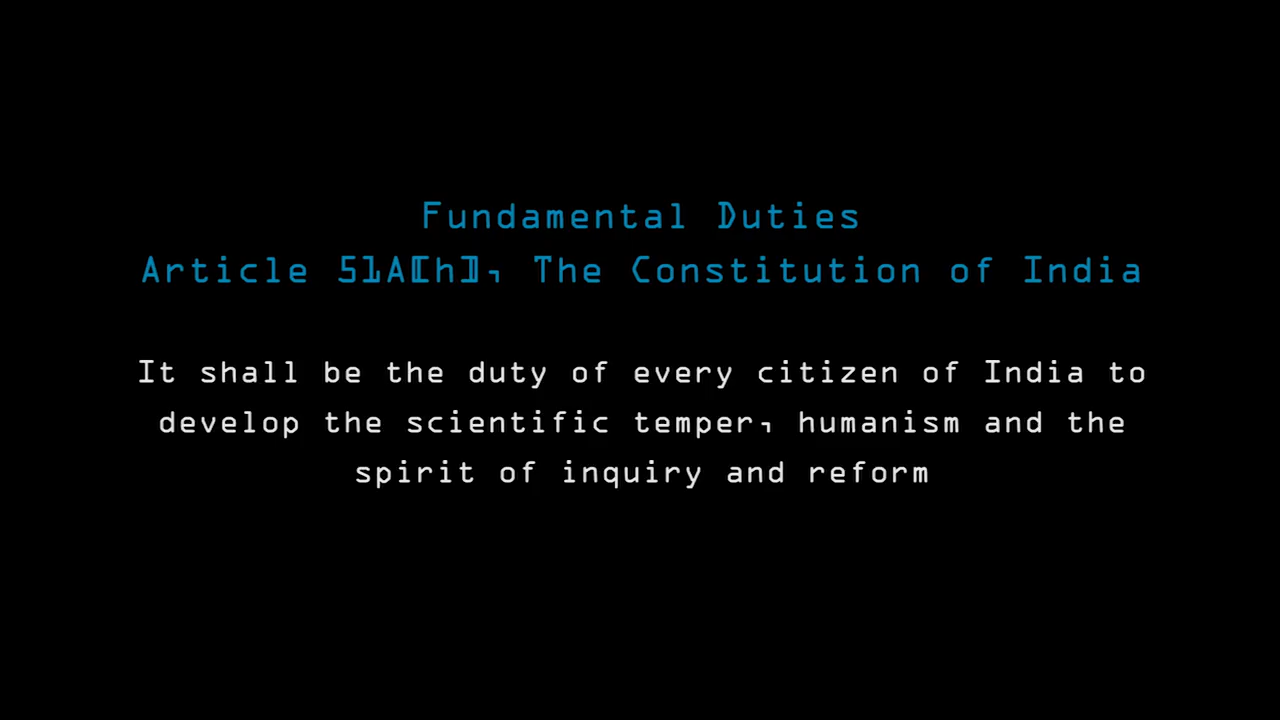 Fundamental Duties
Article 51A[h], The Constitution of India
It shall be the duty of every citizen of India to
develop the scientific temper, humanism and the
spirit of inquiry and reform